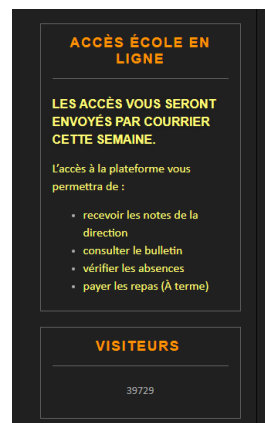 ACCÈS ÉCOLE EN
LIGNE
LES ACCÈS VOUS SERONT
ENVOYÉS PAR COURRIER
CETTE SEMAINE.
L'accès à la plateforme vous
permettra de :
• recevoir les notes de la
direction
• consulter le bulletin
• vérifier les absences
• payer les repas (À terme)
VISITEURS
39729